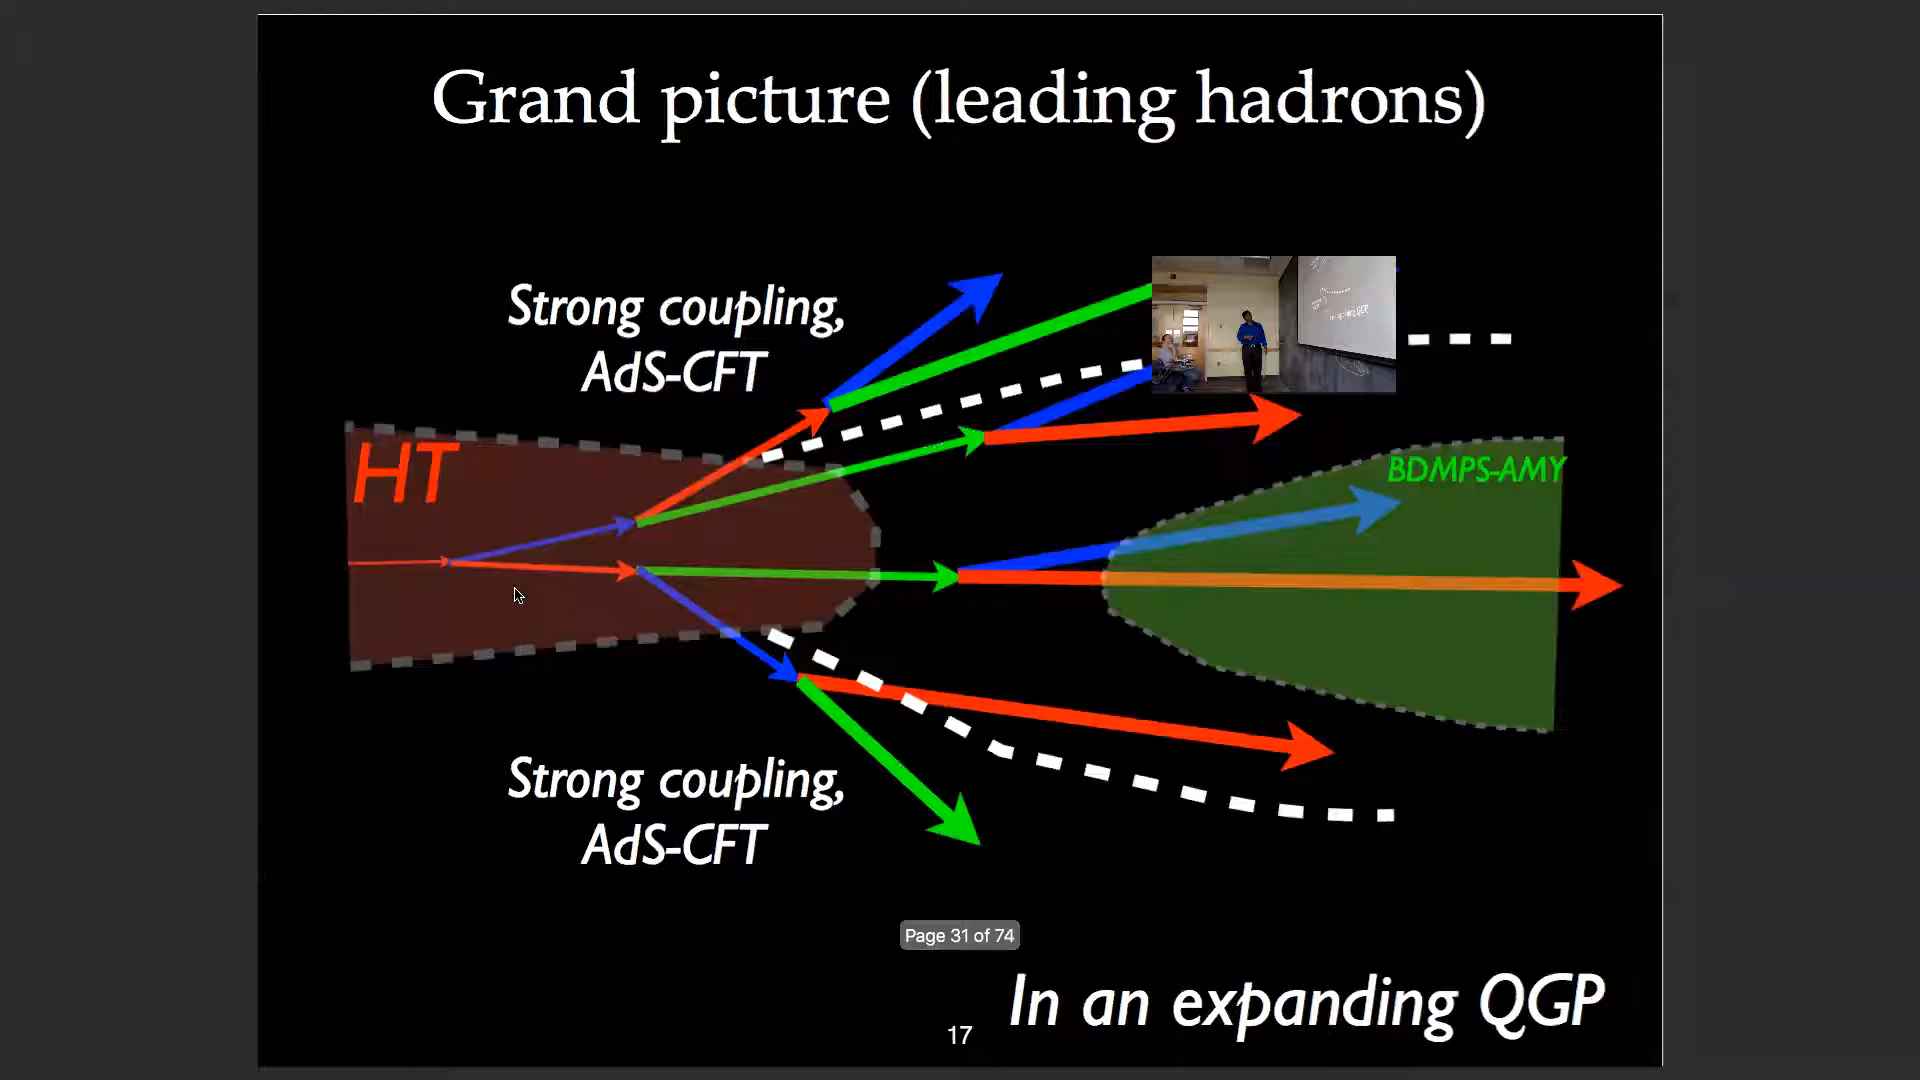 Grand picture (leading hadrons)
Strong coupling,
AdS-CFT
HT
BDMPS-AMY
Strong coupling,
AdS-CFT
Page 31 of 74
In an expanding QGP
17